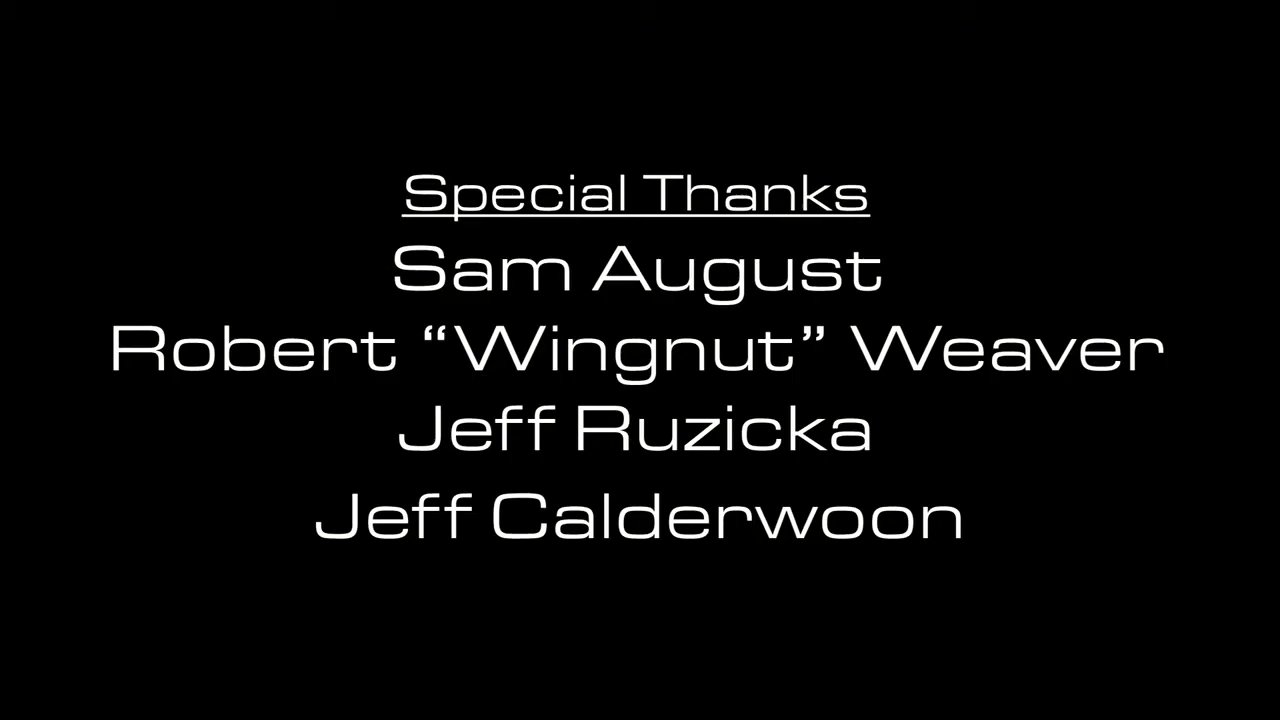 Special Thanks
Sam August
Robert “Wingnut” Weaver
Jeff Ruzicka
Jeff Calderwoon